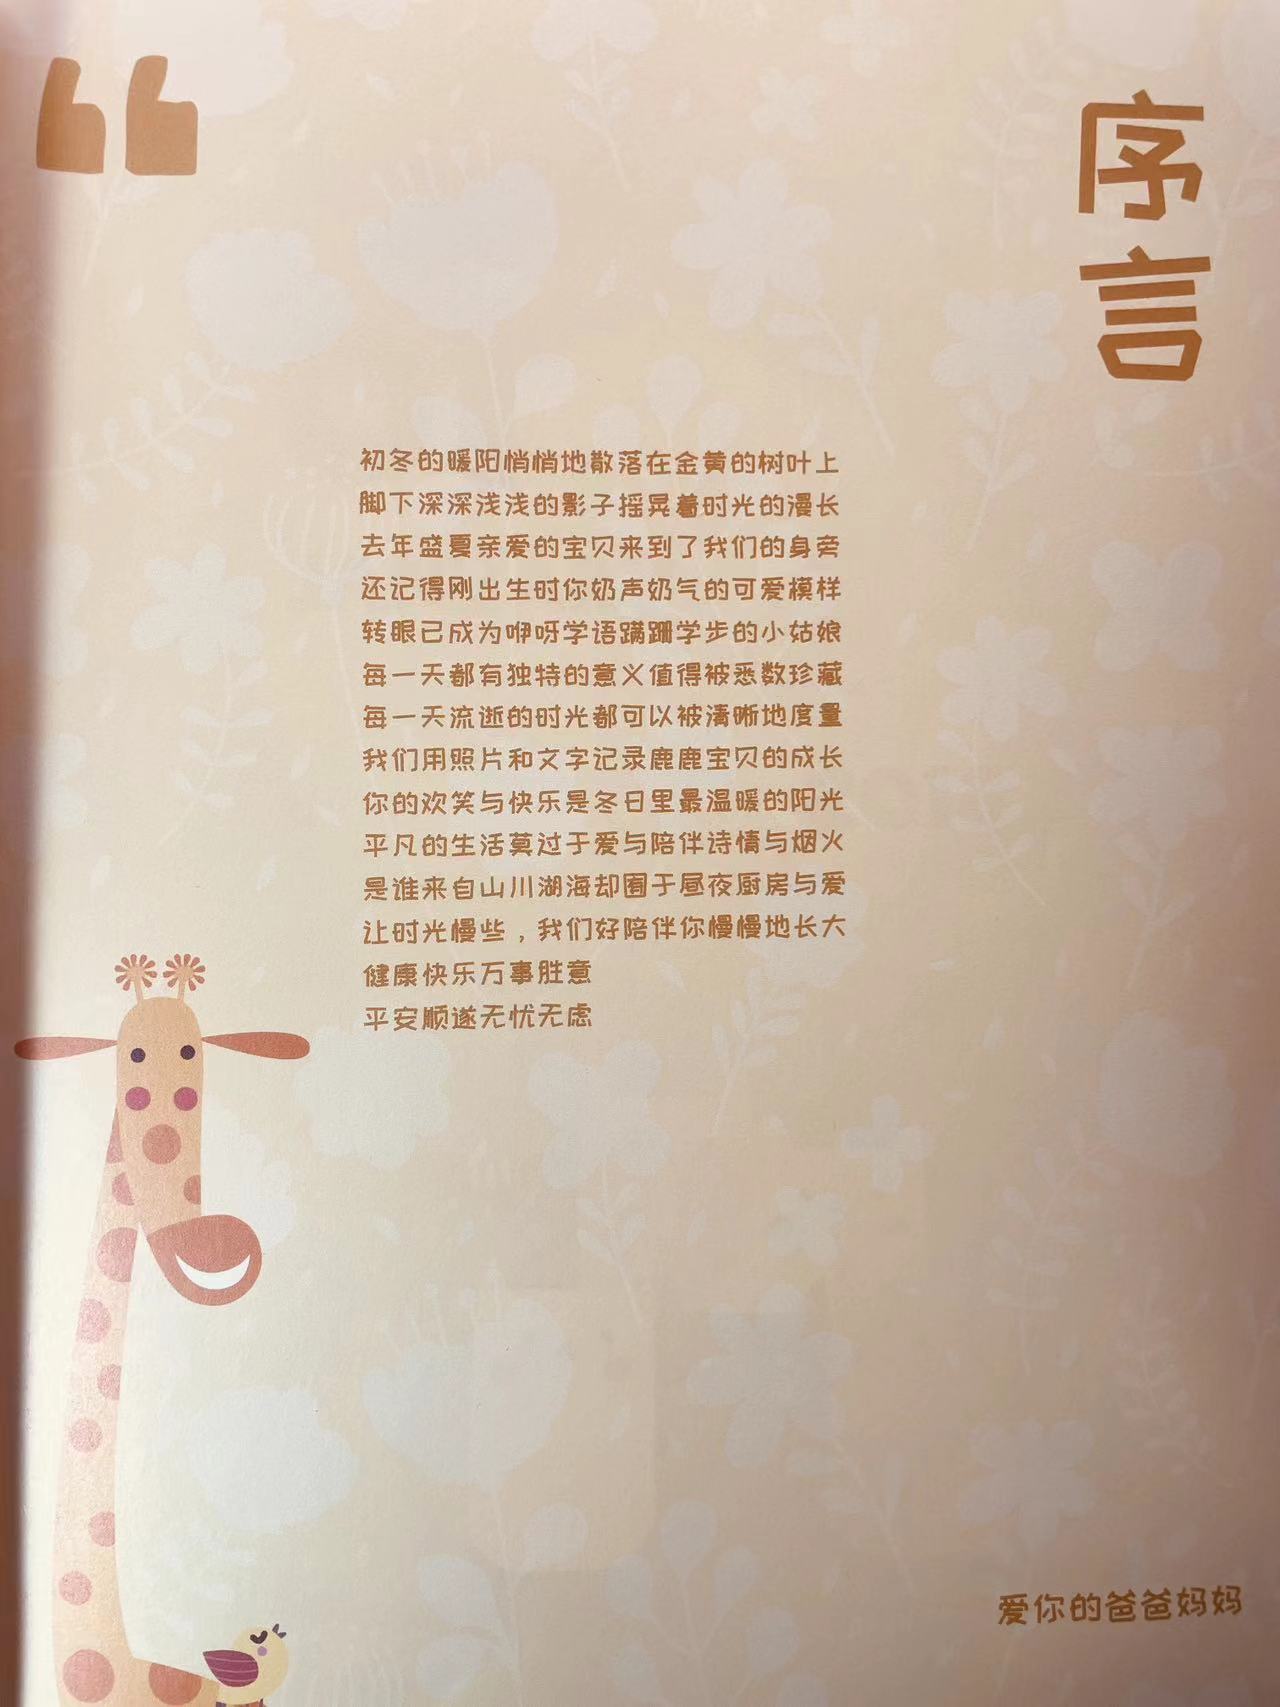 序言
初冬的暖阳悄悄地散落在金黄的树叶上
脚下深深浅浅的影子摇晃着时光的漫长
去年盛夏亲爱的宝贝来到了我们的身旁
还记得刚出生时你奶声奶气的可爱模样
转眼已成为咿呀学语蹒跚学步的小姑娘
每一天都有独特的意义值得被悉数珍藏
每一天流逝的时光都可以被清晰地度量
我们用照片和文字记录鹿鹿宝贝的成长
你的欢笑与快乐是冬日里最温暖的阳光
平凡的生活莫过于爱与陪伴诗情与烟火
是谁来自山川湖海却囿于昼夜厨房与爱
让时光慢些，我们好陪伴你慢慢地长大
健康快乐万事胜意
平安顺遂无忧无虑
爱你的爸爸妈妈